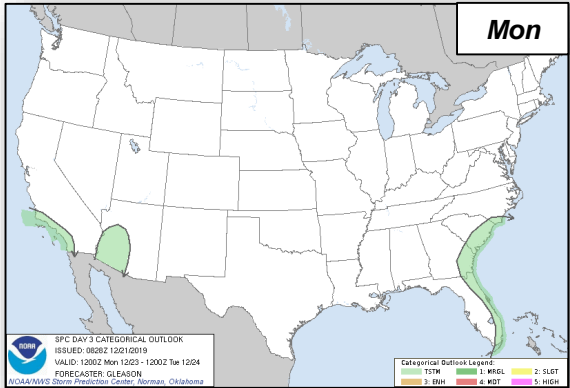 Mon
SPC DAY 3 CATEGORICAL OUTLOOK
ISSUED: 0828Z 12/21/2019
VALID: 1200Z Mon 12/23 - 1200Z Tue 12/24
FORECASTER: GLEASON
NOAA/NWS Storm Prediction Center, Norman, Oklahoma
NOAA
Categorical Outlook Legend:
TSTM 1: MRGL 2: SLGT
3: ENH 4: MDT 5: HIGH